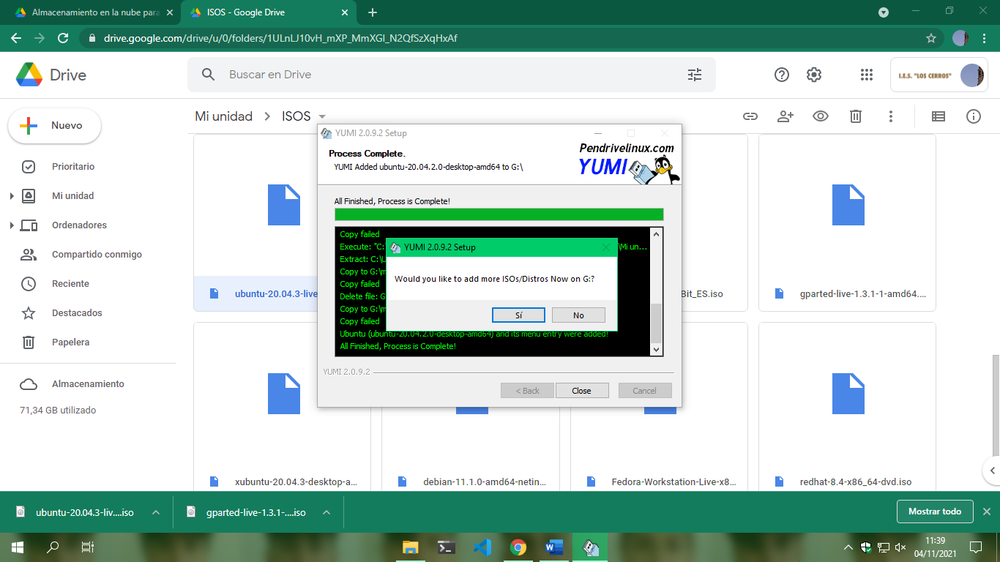 Almacenamiento en la nube para
ISOS - Google Drive
drive.google.com/drive/u/0/folders/1ULnLJ10vH_mXP_MmXGl_N2QfSzXqHxAf
Drive
Buscar en Drive
I.E.S. "LOS CERROS"
Nuevo
Mi unidad
ISOS
Prioritario
Mi unidad
Ordenadores
Compartido conmigo
Reciente
Destacados
Papelera
Almacenamiento
71,34 GB utilizado
ubuntu-20.04.3-live
Bit_ES.iso
gparted-live-1.3.1-1-amd64....
xubuntu-20.04.3-desktop-a...
debian-11.1.0-amd64-netin...
Fedora-Workstation-Live-x8...
redhat-8.4-x86_64-dvd.iso
YUMI 2.0.9.2 Setup
Process Complete.
YUMI Added ubuntu-20.04.2.0-desktop-amd64 to G:\
Pendrivelinux.com
YUMI
All Finished, Process is Complete!
Copy failed
Execute: "C:\
\Mi un...
Extract: C:\U
Copy to G:\m
Copy failed
Delete file: G
Copy to G:\m
Copy failed
Ubuntu (ubuntu-20.04.2.0-desktop-amd64) and its menu entry were added!
All Finished, Process is Complete!
YUMI 2.0.9.2 Setup
Would you like to add more ISOs/Distros Now on G:?
Sí
No
YUMI 2.0.9.2
< Back
Close
Cancel
ubuntu-20.04.3-liv....iso
gparted-live-1.3.1-....iso
Mostrar todo
11:39
04/11/2021